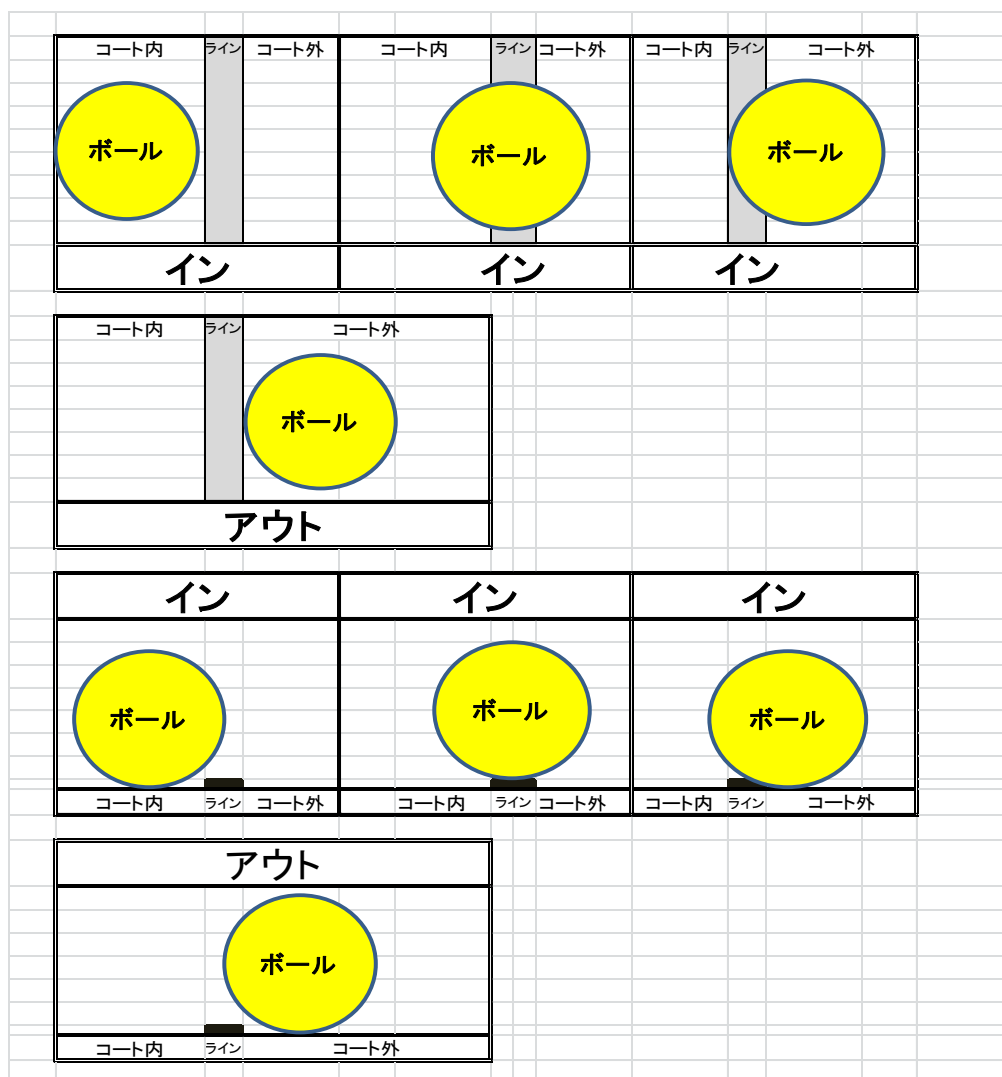 コート内 ライン コート外 コート内 ライン コート外 コート内 ライン コート外
ボール ボール ボール
イン イン イン
コート内 ライン コート外
ボール
アウト
イン イン イン
ボール ボール ボール
コート内 ライン コート外 コート内 ライン コート外 コート内 ライン コート外
アウト
ボール
コート内 ライン コート外